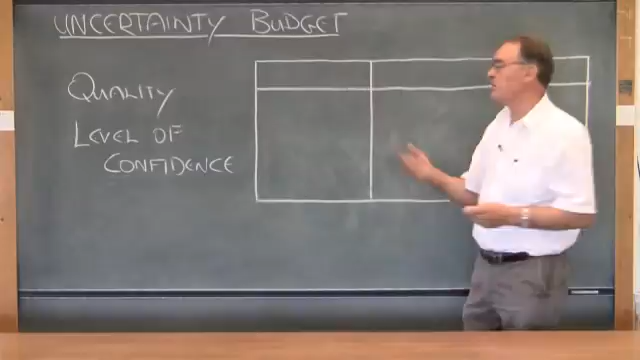 UNCERTAINTY BUDGET
QUALITY
LEVEL OF
CONFIDENCE